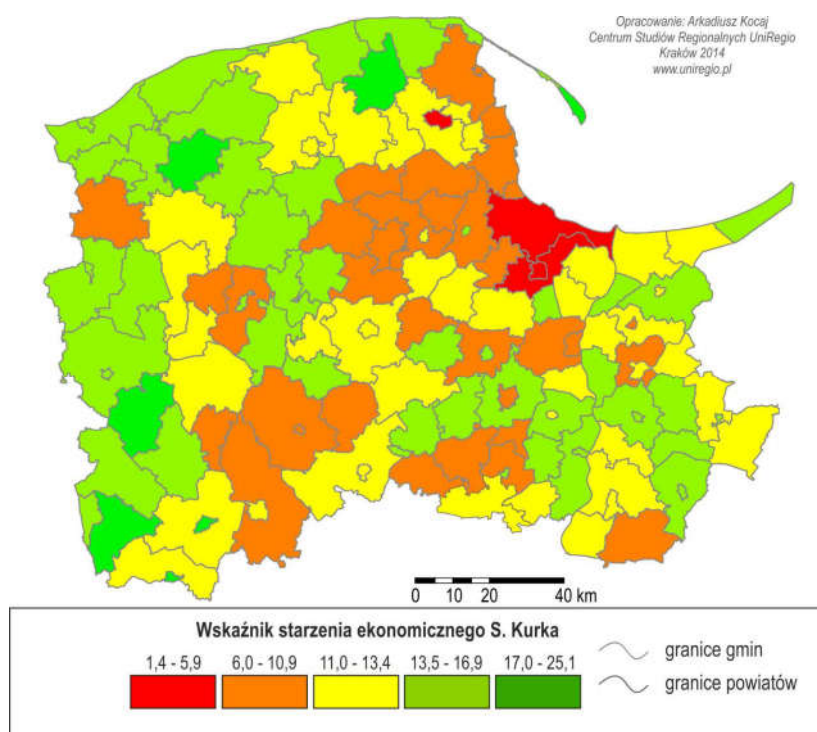 Opracowanie: Arkadiusz Kocaj
Centrum Studiów Regionalnych UniRegio
Kraków 2014
www.uniregio.pl
0 10 20 40 km
Wskaźnik starzenia ekonomicznego S. Kurka
1,4 - 5,9 6,0 - 10,9 11,0 - 13,4 13,5 - 16,9 17,0 - 25,1
granice gmin
granice powiatów